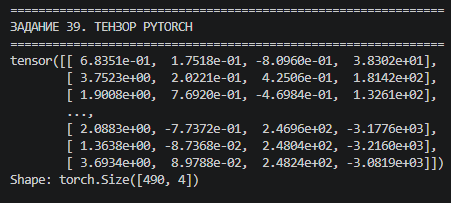 ==============================================================
ЗАДАНИЕ 39. ТЕНЗОР PYTORCH
==============================================================
tensor([[ 6.8351e-01,  1.7518e-01, -8.0960e-01,  3.8302e+01],
        [ 3.7523e+00,  2.0221e-01,  4.2506e-01,  1.8142e+02],
        [ 1.9008e+00,  7.6920e-01, -4.6984e-01,  1.3261e+02],
        ...,
        [ 2.0883e+00, -7.7372e-01,  2.4696e+02, -3.1776e+03],
        [ 1.3638e+00, -8.7368e-02,  2.4804e+02, -3.2160e+03],
        [ 3.6934e+00,  8.9788e-02,  2.4824e+02, -3.0819e+03]])
Shape: torch.Size([490, 4])